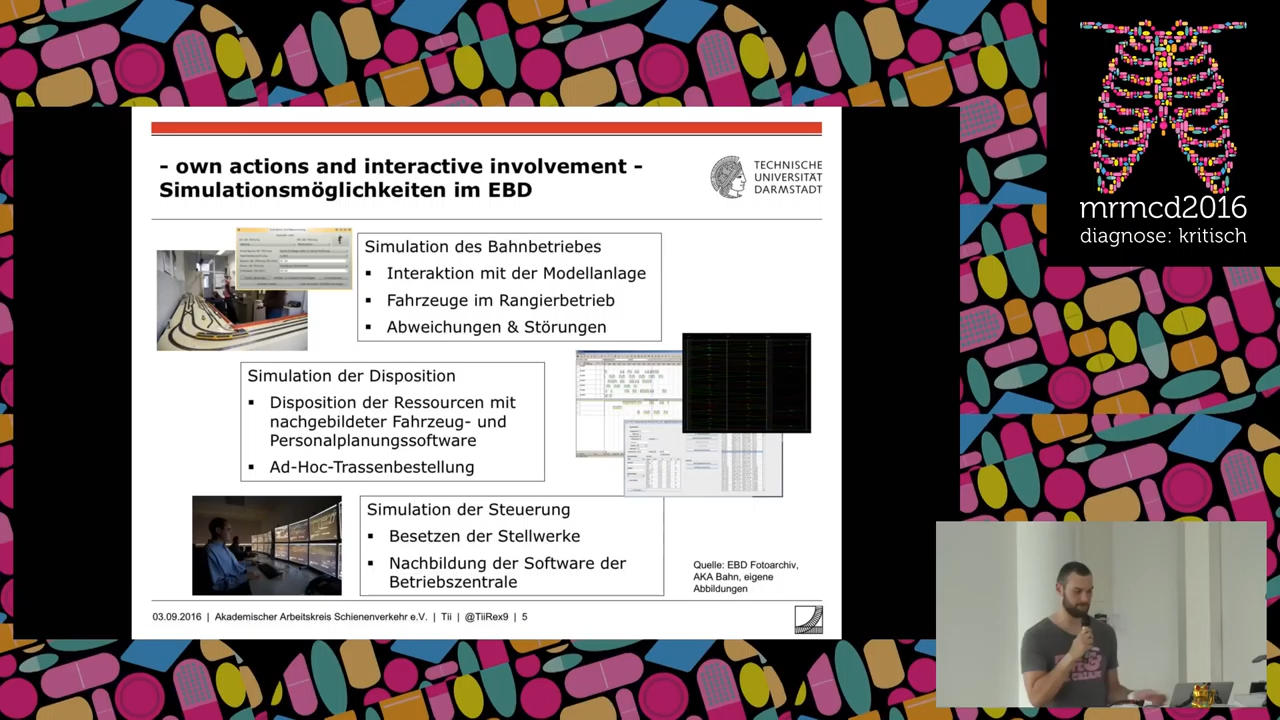 - own actions and interactive involvement -
Simulationsmöglichkeiten im EBD
TECHNISCHE
UNIVERSITÄT
DARMSTADT
Simulation des Bahnbetriebes
▪ Interaktion mit der Modellanlage
▪ Fahrzeuge im Rangierbetrieb
▪ Abweichungen & Störungen
Simulation der Disposition
▪ Disposition der Ressourcen mit
nachgebildeter Fahrzeug- und
Personalplanungssoftware
▪ Ad-Hoc-Trassenbestellung
Simulation der Steuerung
▪ Besetzen der Stellwerke
▪ Nachbildung der Software der
Betriebszentrale
Quelle: EBD Fotoarchiv,
AKA Bahn, eigene
Abbildungen
03.09.2016 | Akademischer Arbeitskreis Schienenverkehr e.V. | Tii | @TiiRex9 | 5
mrmcd2016
diagnose: kritisch